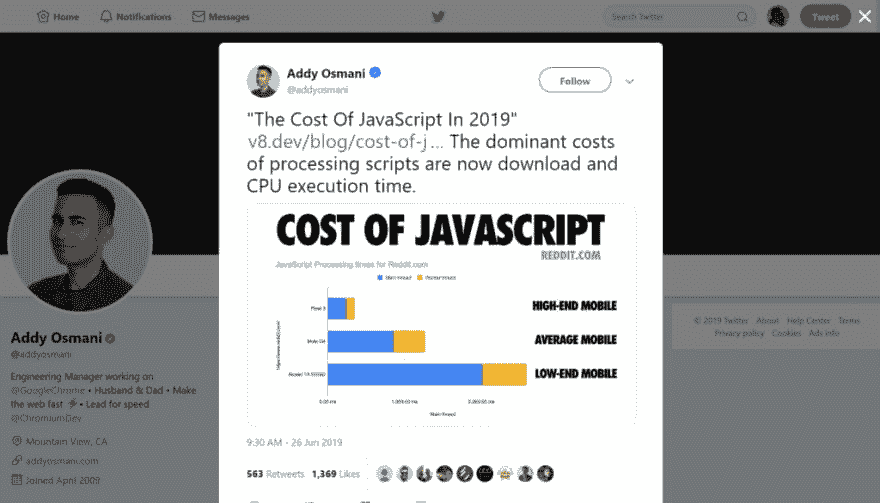 Home
Notifications
Messages
Search Twitter
Tweet
Addy Osmani
@addyosmani
Follow
"The Cost Of JavaScript In 2019"
v8.dev/blog/cost-of-j… The dominant costs
of processing scripts are now download and
CPU execution time.
COST OF JAVASCRIPT
REDDIT.COM
JavaScript Processing times for Reddit.com
Main thread
HIGH-END MOBILE
AVERAGE MOBILE
LOW-END MOBILE
Main thread
9:30 AM - 26 Jun 2019
563 Retweets 1,369 Likes
Addy Osmani
@addyosmani
Engineering Manager working on
@GoogleChrome • Husband & Dad • Make
the web fast ⚡ • Lead for speed
@ChromiumDev
Mountain View, CA
addyosmani.com
Joined April 2009
© 2019 Twitter About Help Center Terms
Privacy policy Cookies Ads info